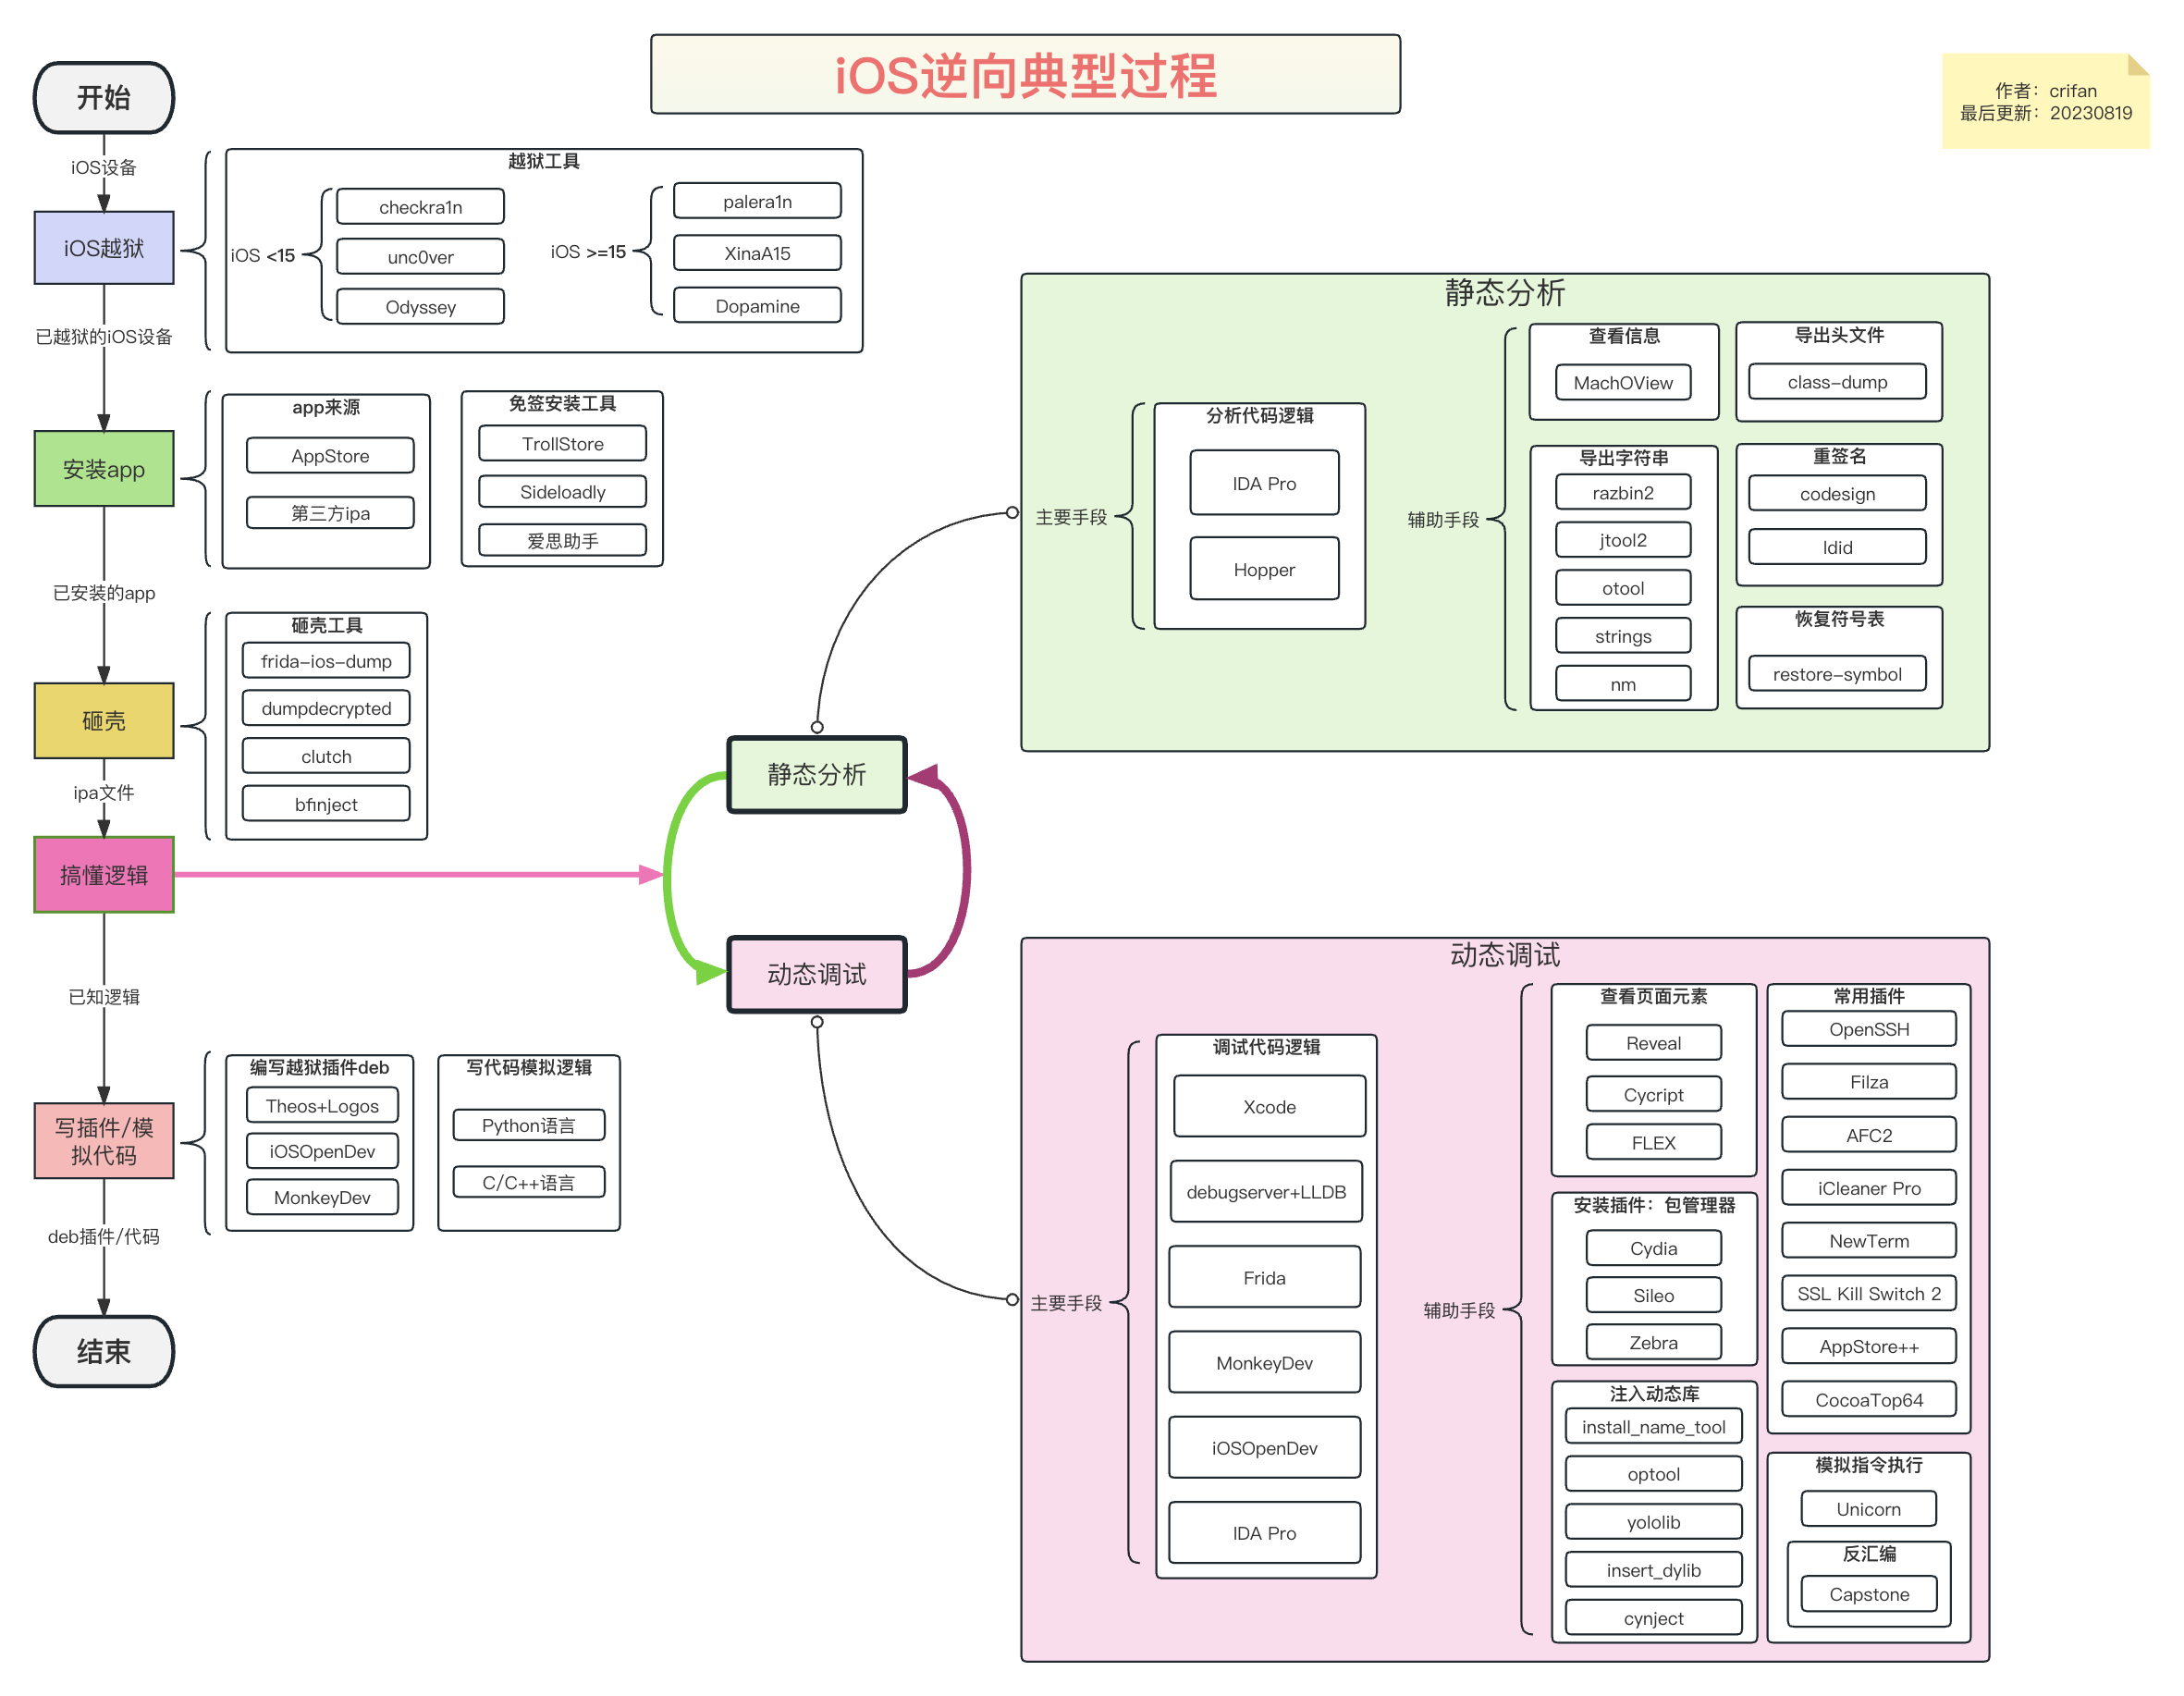 iOS逆向典型过程
作者：crifan
最后更新：20230819
开始
iOS设备
iOS越狱
越狱工具
iOS <15
checkra1n
unc0ver
Odyssey
iOS >=15
palera1n
XinaA15
Dopamine
已越狱的iOS设备
安装app
app来源
AppStore
第三方ipa
免签安装工具
TrollStore
Sideloadly
爱思助手
已安装的app
砸壳
砸壳工具
frida-ios-dump
dumpdecrypted
clutch
bfinject
ipa文件
搞懂逻辑
已知逻辑
写插件/模
拟代码
编写越狱插件deb
Theos+Logos
iOSOpenDev
MonkeyDev
写代码模拟逻辑
Python语言
C/C++语言
deb插件/代码
结束
静态分析
动态调试
静态分析
主要手段
分析代码逻辑
IDA Pro
Hopper
辅助手段
查看信息
MachOView
导出字符串
razbin2
jtool2
otool
strings
nm
导出头文件
class-dump
重签名
codesign
ldid
恢复符号表
restore-symbol
动态调试
主要手段
调试代码逻辑
Xcode
debugserver+LLDB
Frida
MonkeyDev
iOSOpenDev
IDA Pro
辅助手段
查看页面元素
Reveal
Cycript
FLEX
安装插件：包管理器
Cydia
Sileo
Zebra
注入动态库
install_name_tool
optool
yololib
insert_dylib
cynject
常用插件
OpenSSH
Filza
AFC2
iCleaner Pro
NewTerm
SSL Kill Switch 2
AppStore++
CocoaTop64
模拟指令执行
Unicorn
反汇编
Capstone